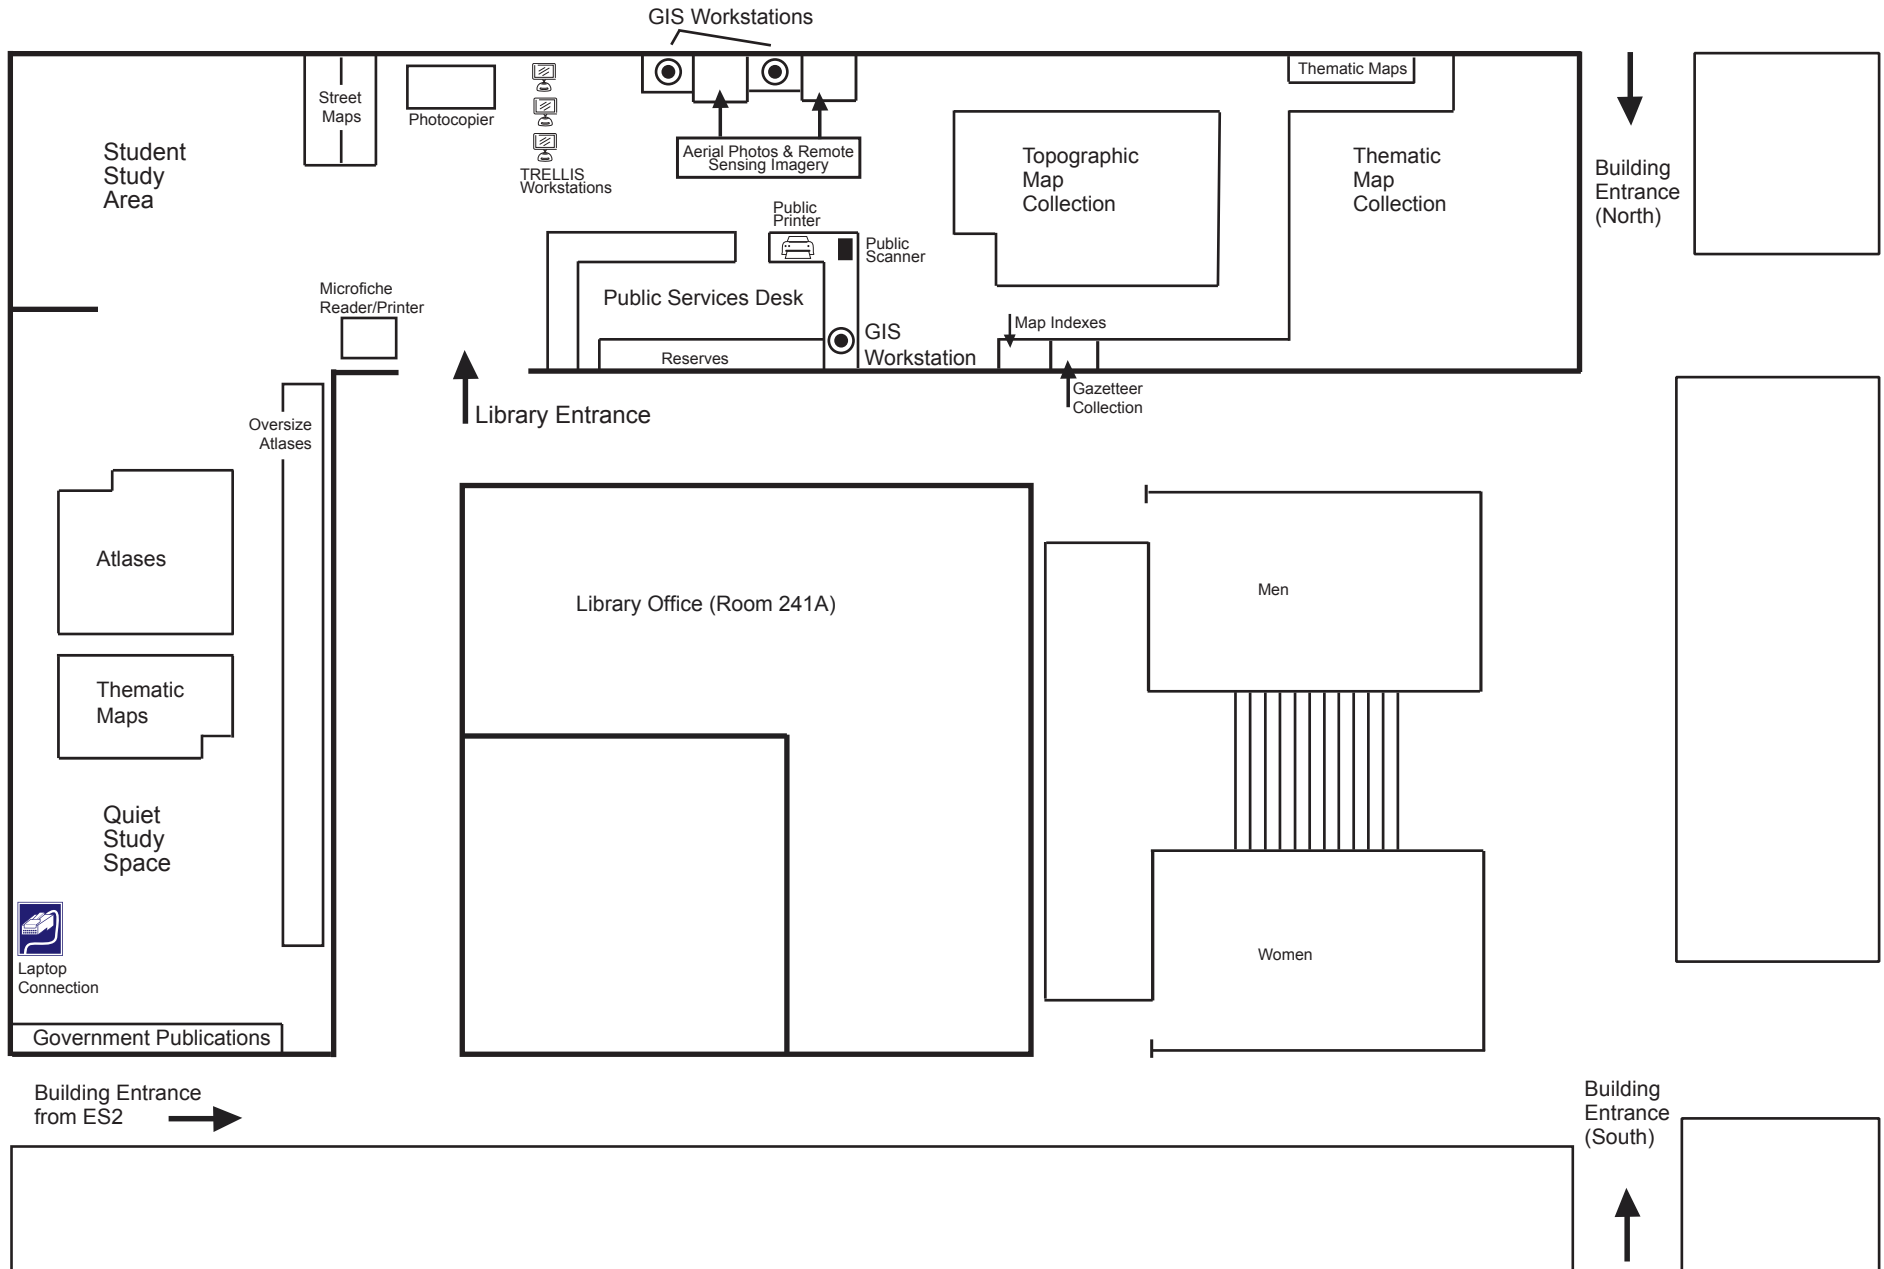 GIS Workstations
Street
Maps
Photocopier
TRELLIS
Workstations
Aerial Photos & Remote
Sensing Imagery
Thematic Maps
Student
Study
Area
Topographic
Map
Collection
Thematic
Map
Collection
Building
Entrance
(North)
Public
Printer
Public
Scanner
Microfiche
Reader/Printer
Public Services Desk
GIS
Workstation
Reserves
Map Indexes
Gazetteer
Collection
Library Entrance
Oversize
Atlases
Atlases
Library Office (Room 241A)
Men
Thematic
Maps
Quiet
Study
Space
Women
Laptop
Connection
Government Publications
Building Entrance
from ES2
Building
Entrance
(South)